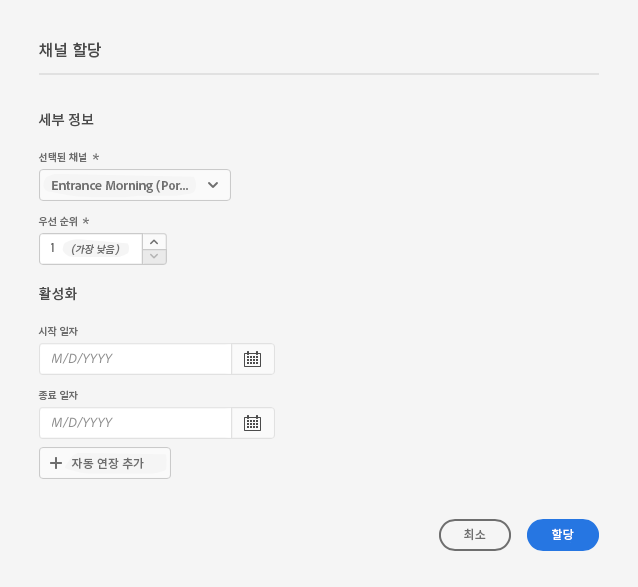 채널 할당
세부 정보
선택된 채널 *
Entrance Morning (Por...
우선 순위 *
1 (가장 낮음)
활성화
시작 일자
M/D/YYYY
종료 일자
M/D/YYYY
+ 자동 연장 추가
최소 할당